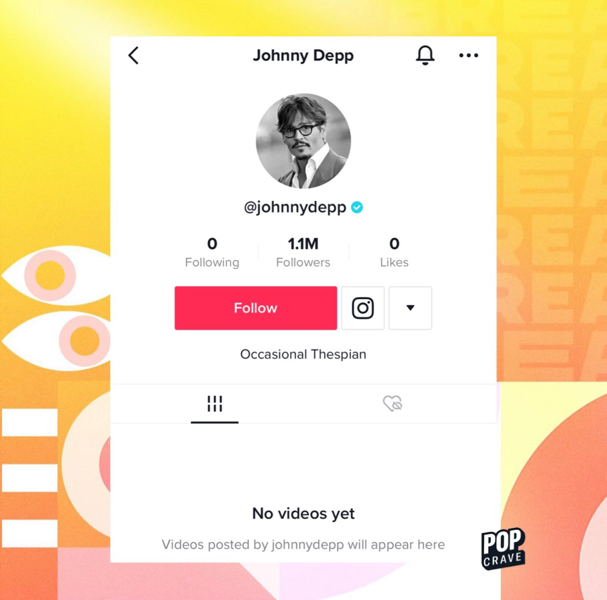 Johnny Depp
@johnnydepp
0
1.1M
0
Following
Followers
Likes
Follow
Occasional Thespian
No videos yet
Videos posted by johnnydepp will appear here
POP
CRAVE